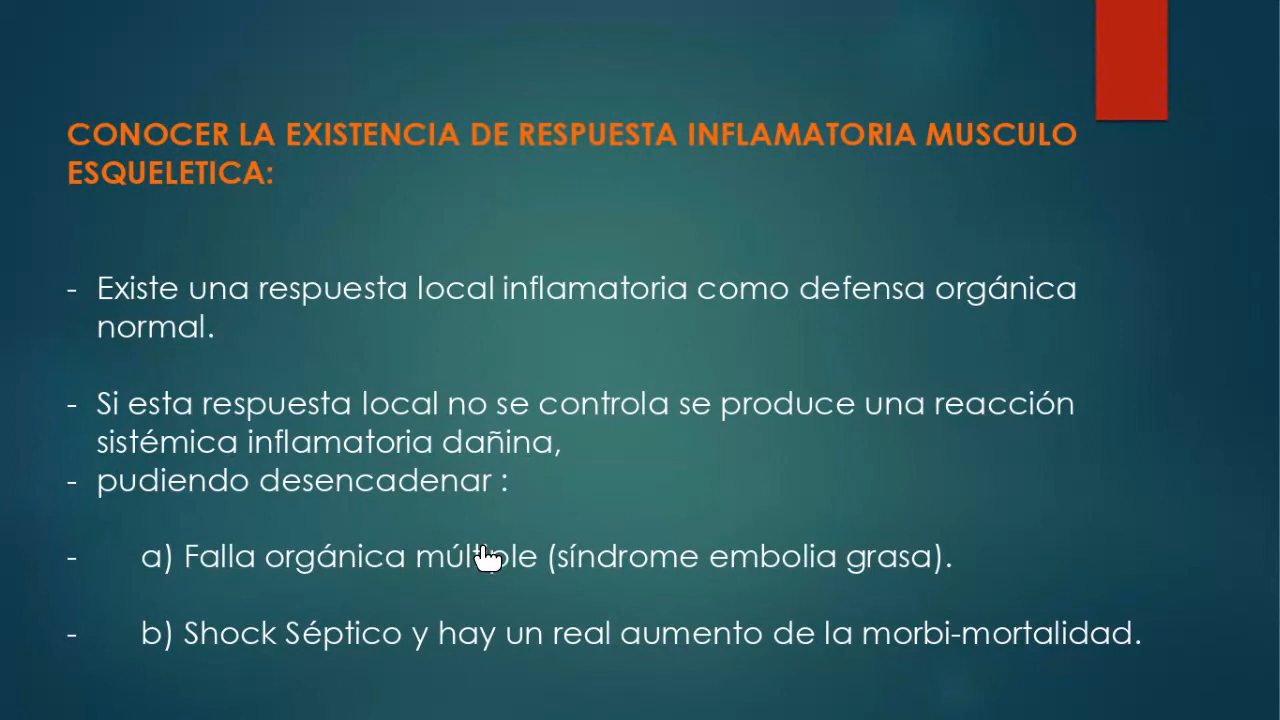 CONOCER LA EXISTENCIA DE RESPUESTA INFLAMATORIA MUSCULO
ESQUELETICA:
- Existe una respuesta local inflamatoria como defensa orgánica
normal.
- Si esta respuesta local no se controla se produce una reacción
sistémica inflamatoria dañina,
- pudiendo desencadenar :
- a) Falla orgánica múltiple (síndrome embolia grasa).
- b) Shock Séptico y hay un real aumento de la morbi-mortalidad.